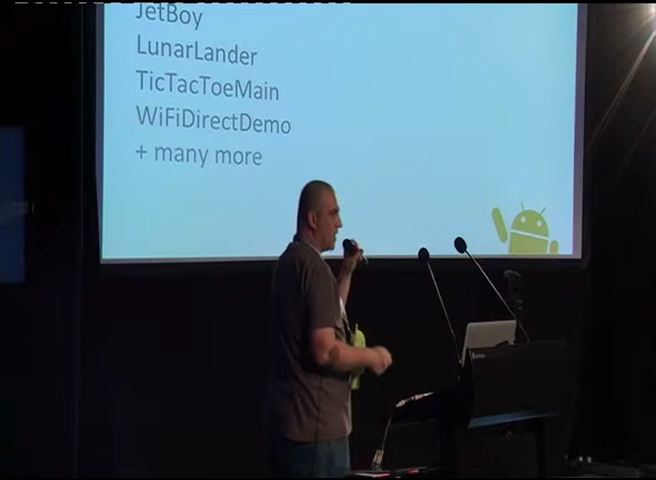 JetBoy
LunarLander
TicTacToeMain
WiFiDirectDemo
+ many more